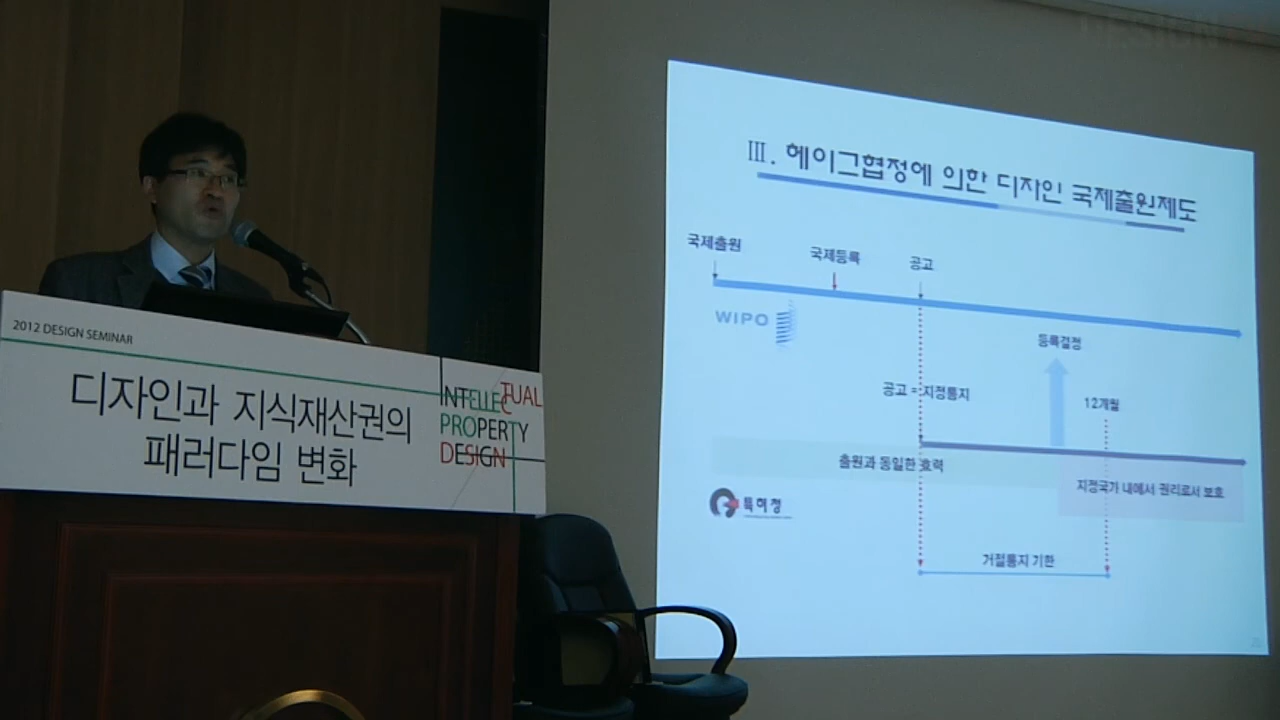 2012 DESIGN SEMINAR
디자인과 지식재산권의
패러다임 변화
INTELLECTUAL
PROPERTY
DESIGN
Ⅲ. 헤이그협정에 의한 디자인 국제출원제도
국제출원
국제등록
공고
WIPO
등록결정
공고 = 지정통지
12개월
출원과 동일한 효력
지정국가 내에서 권리로서 보호
특허청
거절통지 기한